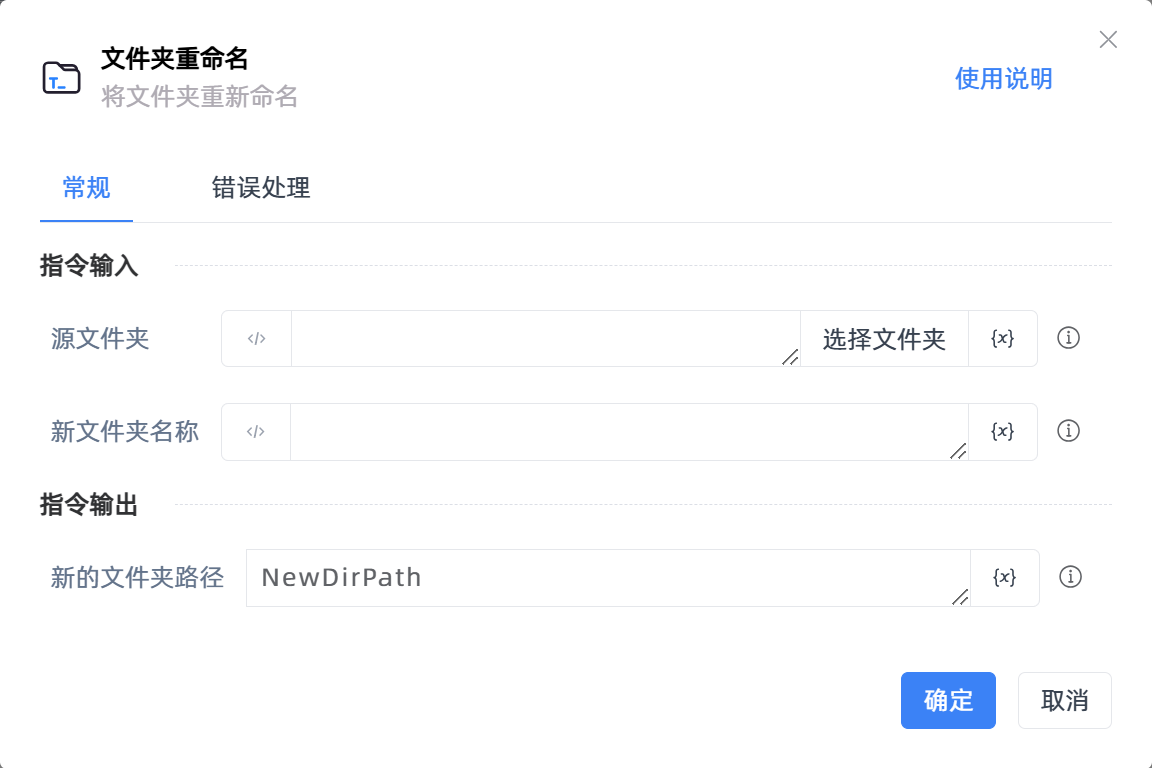 文件夹重命名
将文件夹重新命名
使用说明
常规
错误处理
指令输入
源文件夹
</>
选择文件夹
{x}
新文件夹名称
</>
{x}
指令输出
新的文件夹路径
NewDirPath
{x}
确定
取消